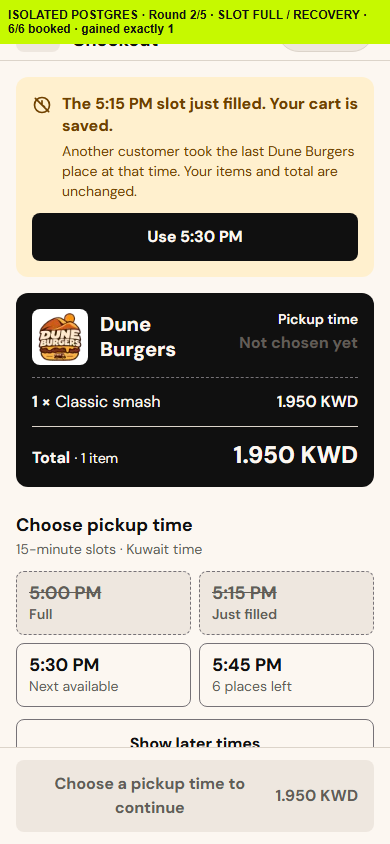 ISOLATED POSTGRES · Round 2/5 · SLOT FULL / RECOVERY ·
6/6 booked · gained exactly 1
Checkout
The 5:15 PM slot just filled. Your cart is
saved.
Another customer took the last Dune Burgers
place at that time. Your items and total are
unchanged.
Use 5:30 PM
DUNE
BURGERS
Dune
Burgers
Pickup time
Not chosen yet
1 × Classic smash 1.950 KWD
Total · 1 item 1.950 KWD
Choose pickup time
15-minute slots · Kuwait time
5:00 PM
Full
5:15 PM
Just filled
5:30 PM
Next available
5:45 PM
6 places left
Show later times
Choose a pickup time to
continue
1.950 KWD